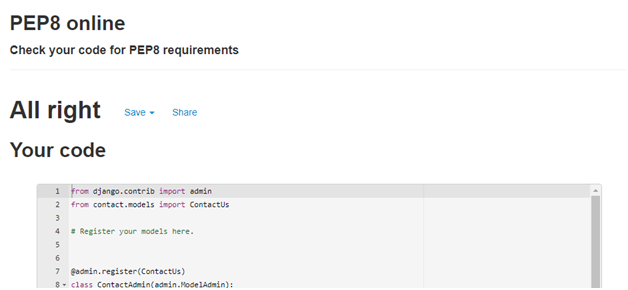 PEP8 online
Check your code for PEP8 requirements
All right Save Share
Your code
1 from django.contrib import admin
2 from contact.models import ContactUs
3
4 # Register your models here.
5
6
7 @admin.register(ContactUs)
8 class ContactAdmin(admin.ModelAdmin):